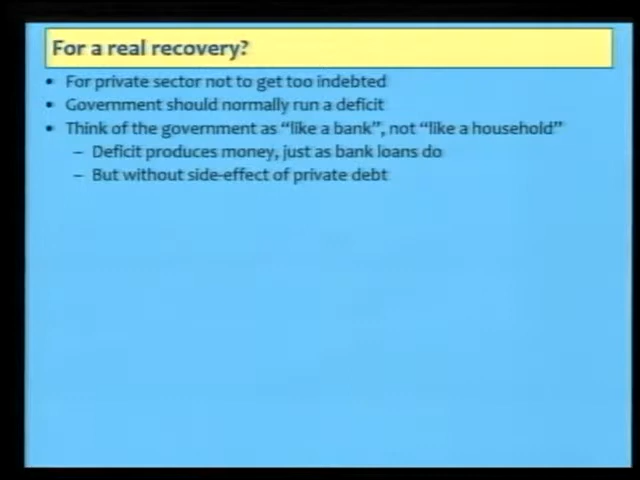 For a real recovery?
• For private sector not to get too indebted
• Government should normally run a deficit
• Think of the government as "like a bank", not "like a household"
– Deficit produces money, just as bank loans do
– But without side-effect of private debt